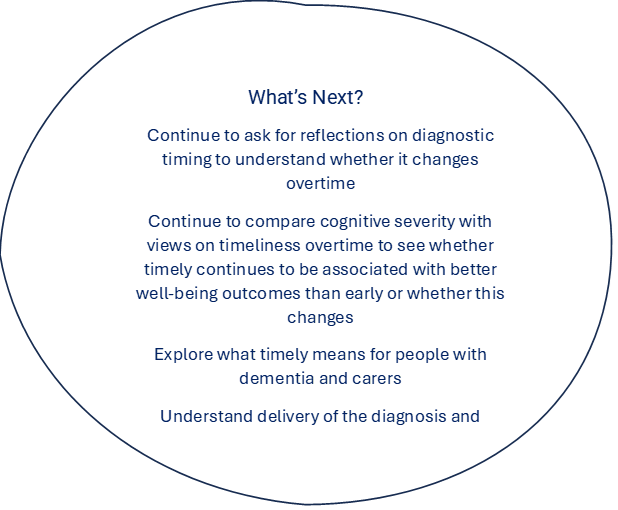 What’s Next?
Continue to ask for reflections on diagnostic
timing to understand whether it changes
overtime
Continue to compare cognitive severity with
views on timeliness overtime to see whether
timely continues to be associated with better
well-being outcomes than early or whether this
changes
Explore what timely means for people with
dementia and carers
Understand delivery of the diagnosis and